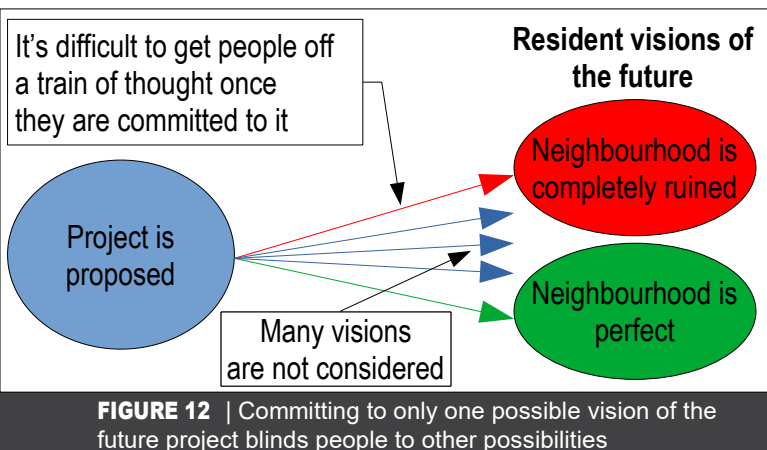 It's difficult to get people off
a train of thought once
they are committed to it
Resident visions of
the future
Neighbourhood is
completely ruined
Project is
proposed
Neighbourhood is
perfect
Many visions
are not considered
FIGURE 12 | Committing to only one possible vision of the
future project blinds people to other possibilities